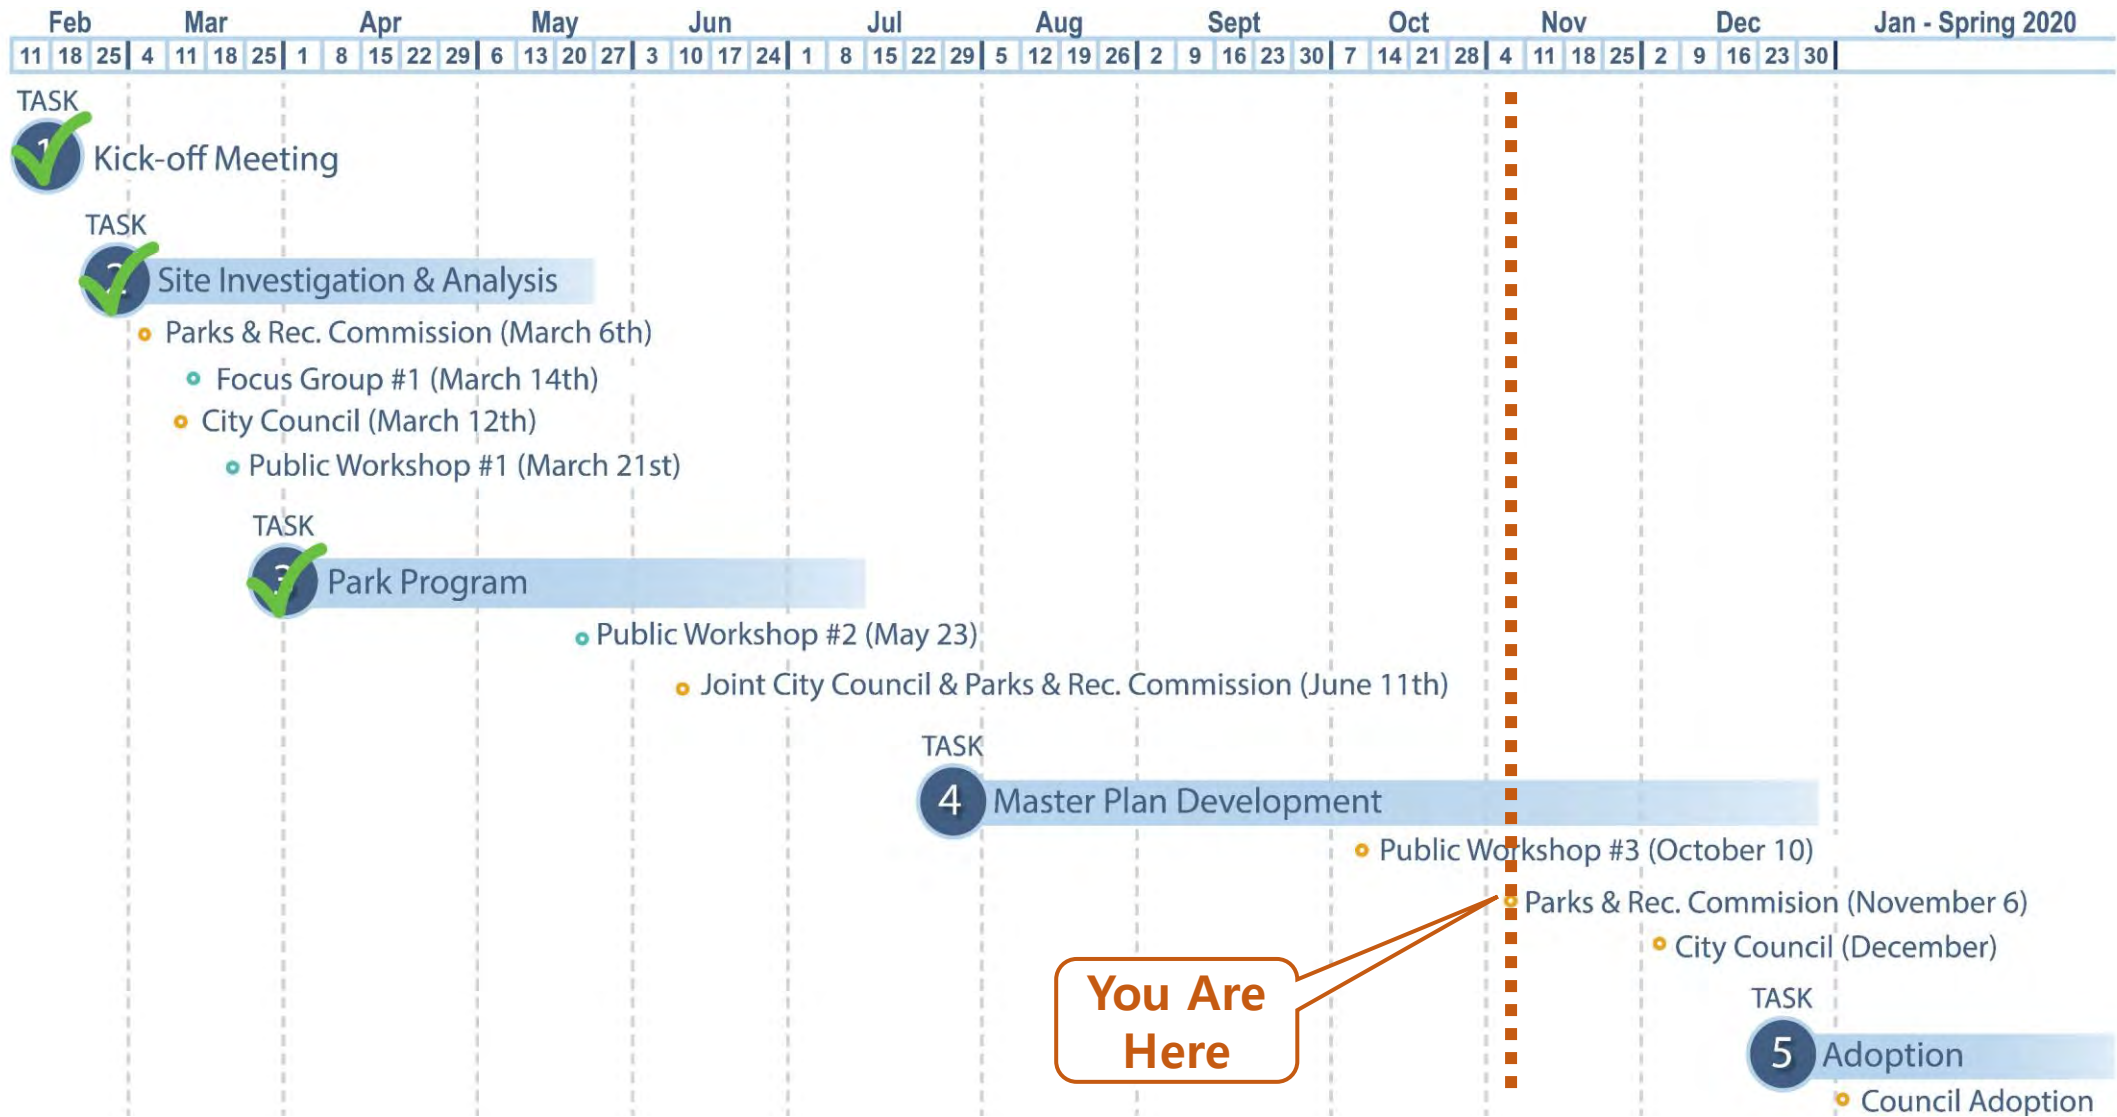 Feb Mar Apr May Jun Jul Aug Sept Oct Nov Dec Jan - Spring 2020
11 18 25 4 11 18 25 1 8 15 22 29 6 13 20 27 3 10 17 24 1 8 15 22 29 5 12 19 26 2 9 16 23 30 7 14 21 28 4 11 18 25 2 9 16 23 30
TASK
1
Kick-off Meeting
TASK
2
Site Investigation & Analysis
Parks & Rec. Commission (March 6th)
Focus Group #1 (March 14th)
City Council (March 12th)
Public Workshop #1 (March 21st)
TASK
3
Park Program
Public Workshop #2 (May 23)
Joint City Council & Parks & Rec. Commission (June 11th)
TASK
4
Master Plan Development
Public Workshop #3 (October 10)
Parks & Rec. Commision (November 6)
City Council (December)
You Are
Here
TASK
5
Adoption
Council Adoption